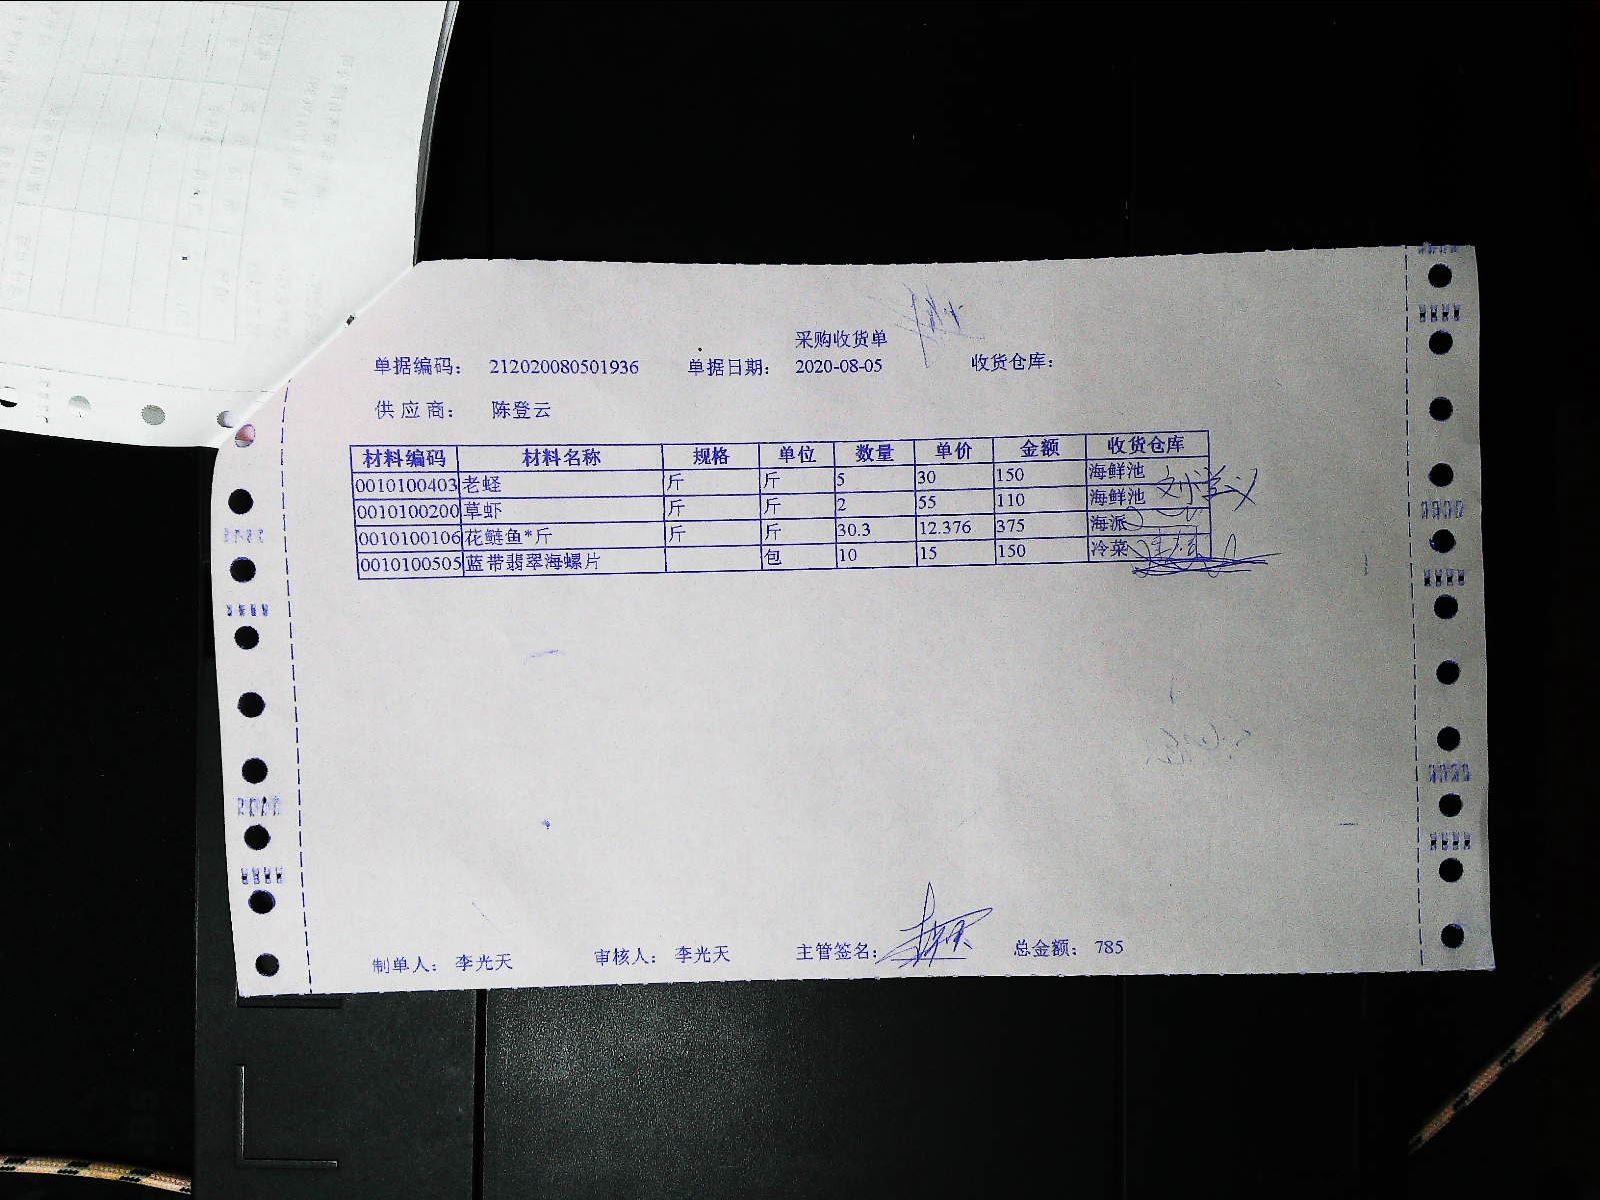 采购收货单
单据编码： 212020080501936 单据日期： 2020-08-05 收货仓库：
供 应 商： 陈登云
材料编码 材料名称 规格 单位 数量 单价 金额 收货仓库
0010100403 老蛏 斤 斤 5 30 150 海鲜池
0010100200 草虾 斤 斤 2 55 110 海鲜池
0010100106 花鲢鱼*斤 斤 斤 30.3 12.376 375 海派
0010100505 蓝带翡翠海螺片 包 10 15 150 冷菜
制单人： 李光天 审核人： 李光天 主管签名： 总金额： 785